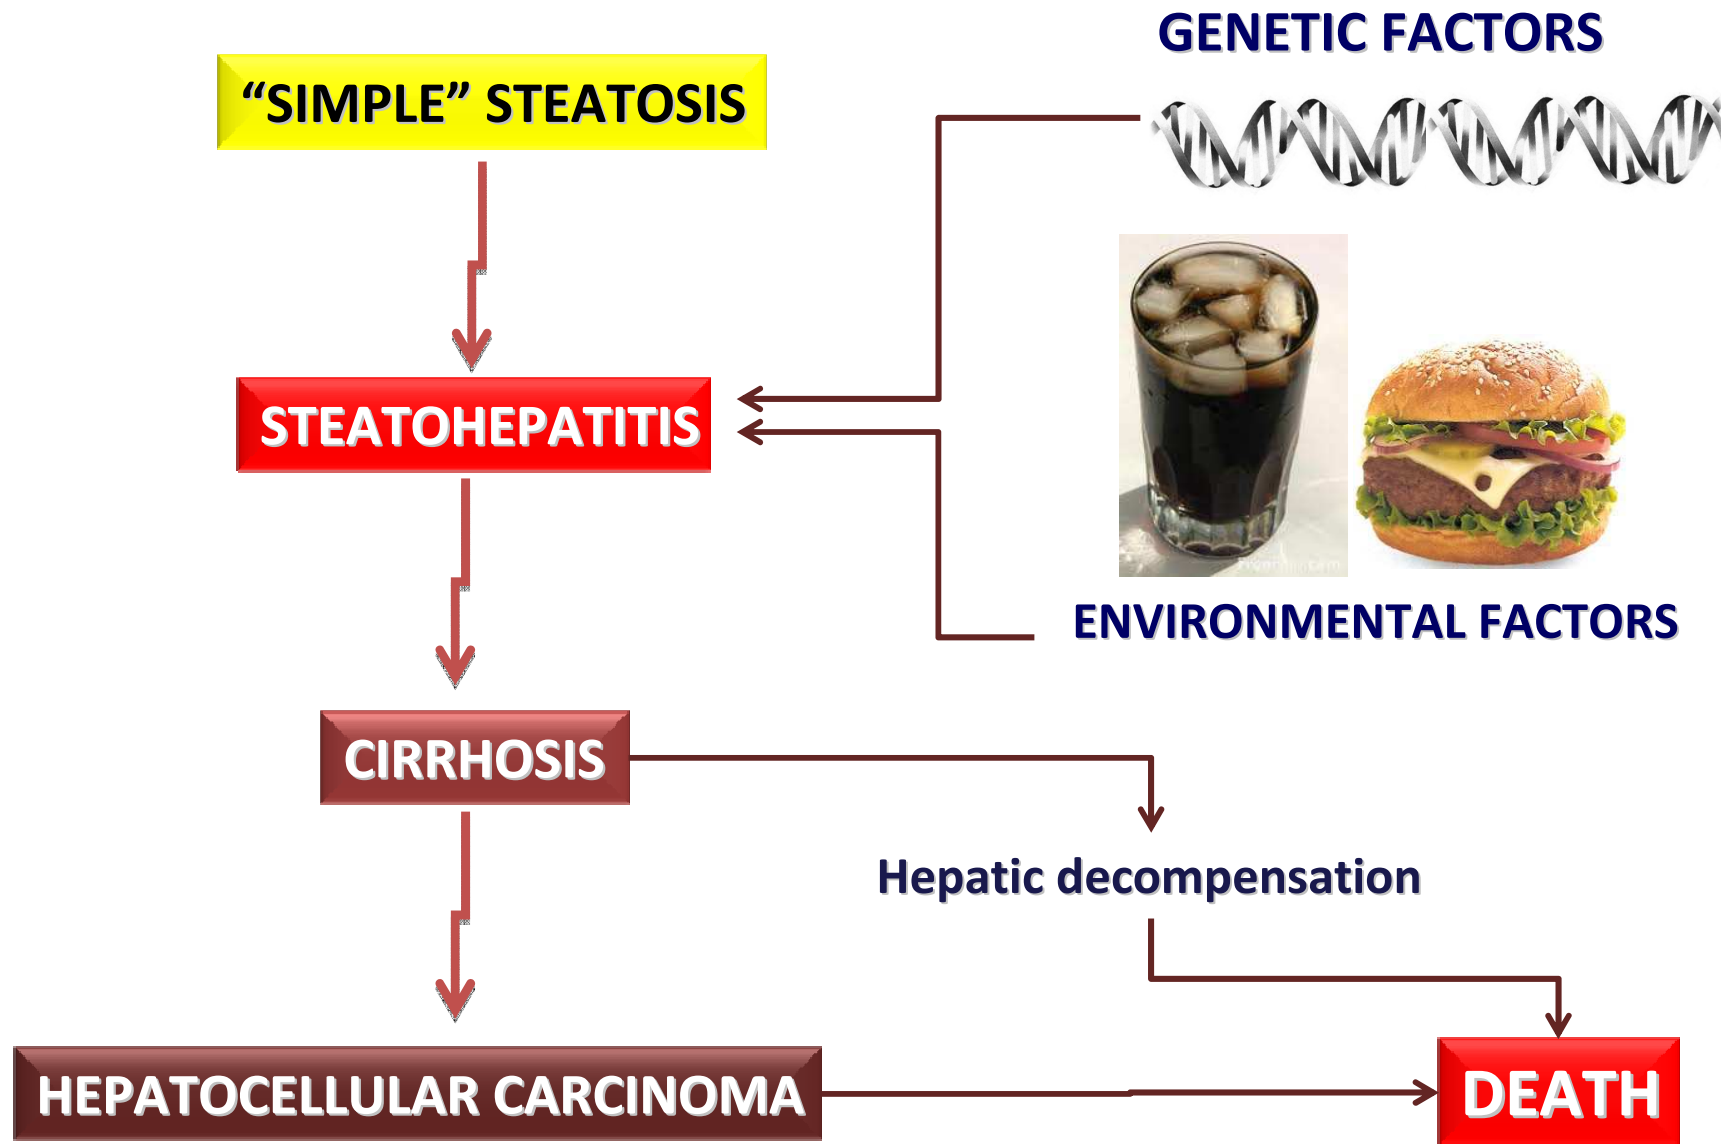 GENETIC FACTORS
“SIMPLE” STEATOSIS
STEATOHEPATITIS
ENVIRONMENTAL FACTORS
CIRRHOSIS
Hepatic decompensation
HEPATOCELLULAR CARCINOMA
DEATH